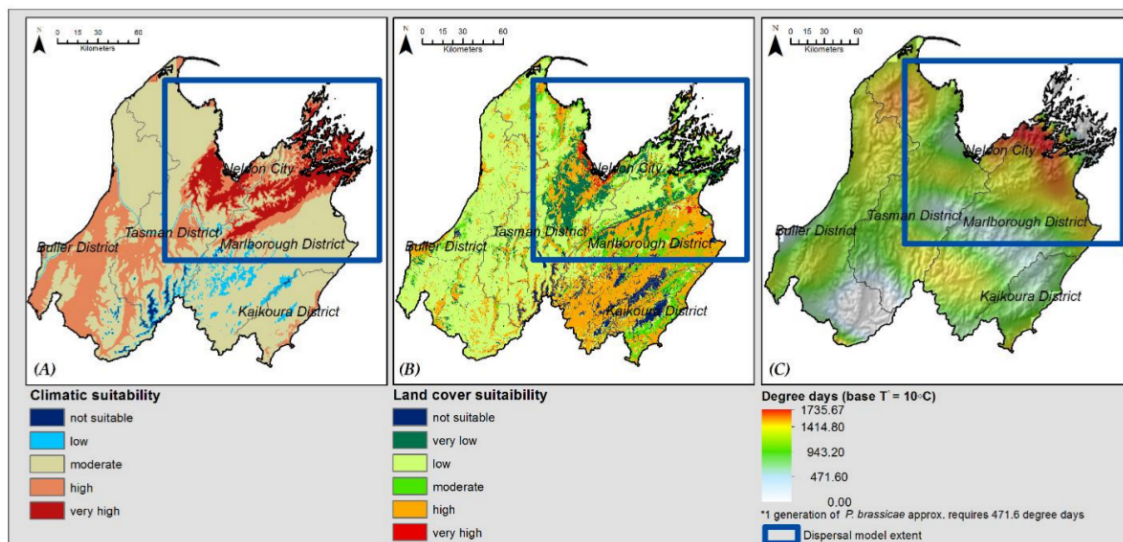 N
0 30 60
Kilometers
Nelson City
Tasman District
Buller District
Marlborough District
Kaikoura District
(A)
Climatic suitability
not suitable
low
moderate
high
very high
N
0 30 60
Kilometers
Nelson City
Tasman District
Buller District
Marlborough District
Kaikoura District
(B)
Land cover suitaibility
not suitable
very low
low
moderate
high
very high
N
0 30 60
Kilometers
Nelson City
Tasman District
Marlborough District
Buller District
Kaikoura District
(C)
Degree days (base T° = 10◦C)
1735.67
1414.80
943.20
471.60
0.00
*1 generation of P. brassicae approx. requires 471.6 degree days
Dispersal model extent